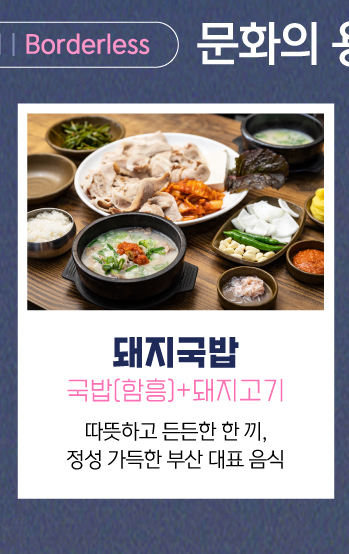 Borderless
문화의
돼지국밥
국밥(함흥)+돼지고기
따뜻하고 든든한 한 끼,
정성 가득한 부산 대표 음식